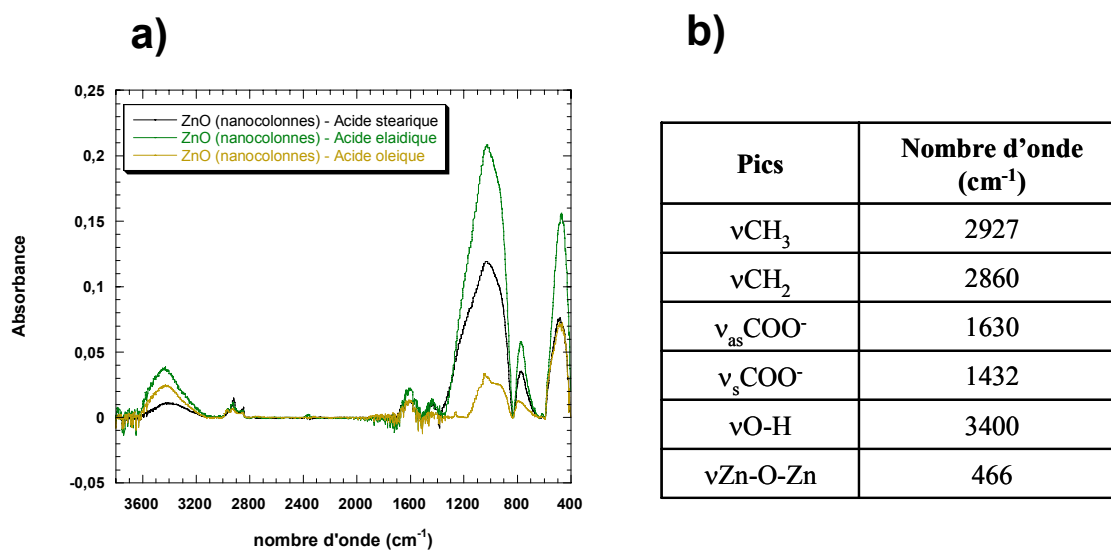 a)
b)
0,25
0,2
0,15
0,1
0,05
0
-0,05
Absorbance
ZnO (nanocolonnes) - Acide stearique
ZnO (nanocolonnes) - Acide elaidique
ZnO (nanocolonnes) - Acide oleique
3600 3200 2800 2400 2000 1600 1200 800 400
nombre d'onde (cm⁻¹)
Pics Nombre d’onde
(cm⁻¹)
νCH₃ 2927
νCH₂ 2860
νₐₛCOO⁻ 1630
νₛCOO⁻ 1432
νO-H 3400
νZn-O-Zn 466